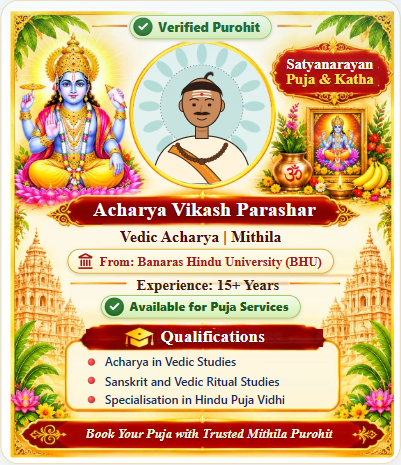 Verified Purohit
Satyanarayan
Puja & Katha
ॐ
Acharya Vikash Parashar
Vedic Acharya | Mithila
From: Banaras Hindu University (BHU)
Experience: 15+ Years
Available for Puja Services
Qualifications
Acharya in Vedic Studies
Sanskrit and Vedic Ritual Studies
Specialisation in Hindu Puja Vidhi
Book Your Puja with Trusted Mithila Purohit